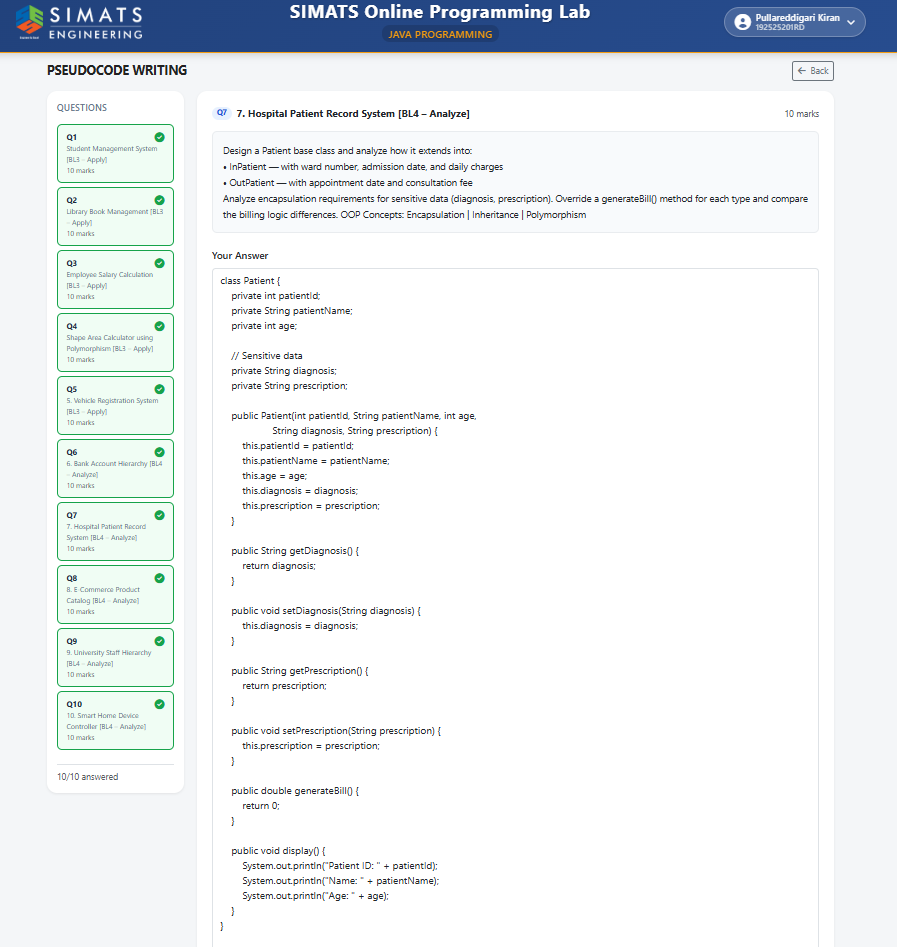 SIMATS
ENGINEERING
SIMATS Online Programming Lab
JAVA PROGRAMMING
Pullareddigari Kiran
192525201RD
PSEUDOCODE WRITING
← Back
QUESTIONS
Q1
Student Management System
[BL3 – Apply]
10 marks
Q2
Library Book Management [BL3
– Apply]
10 marks
Q3
Employee Salary Calculation
[BL3 – Apply]
10 marks
Q4
Shape Area Calculator using
Polymorphism [BL3 – Apply]
10 marks
Q5
5. Vehicle Registration System
[BL3 – Apply]
10 marks
Q6
6. Bank Account Hierarchy [BL4
– Analyze]
10 marks
Q7
7. Hospital Patient Record
System [BL4 – Analyze]
10 marks
Q8
8. E-Commerce Product
Catalog [BL4 – Analyze]
10 marks
Q9
9. University Staff Hierarchy
[BL4 – Analyze]
10 marks
Q10
10. Smart Home Device
Controller [BL4 – Analyze]
10 marks
10/10 answered
Q7 7. Hospital Patient Record System [BL4 – Analyze]
10 marks
Design a Patient base class and analyze how it extends into:
• InPatient — with ward number, admission date, and daily charges
• OutPatient — with appointment date and consultation fee
Analyze encapsulation requirements for sensitive data (diagnosis, prescription). Override a generateBill() method for each type and compare
the billing logic differences. OOP Concepts: Encapsulation | Inheritance | Polymorphism
Your Answer
class Patient {
private int patientId;
private String patientName;
private int age;
// Sensitive data
private String diagnosis;
private String prescription;
public Patient(int patientId, String patientName, int age,
String diagnosis, String prescription) {
this.patientId = patientId;
this.patientName = patientName;
this.age = age;
this.diagnosis = diagnosis;
this.prescription = prescription;
}
public String getDiagnosis() {
return diagnosis;
}
public void setDiagnosis(String diagnosis) {
this.diagnosis = diagnosis;
}
public String getPrescription() {
return prescription;
}
public void setPrescription(String prescription) {
this.prescription = prescription;
}
public double generateBill() {
return 0;
}
public void display() {
System.out.println("Patient ID: " + patientId);
System.out.println("Name: " + patientName);
System.out.println("Age: " + age);
}
}